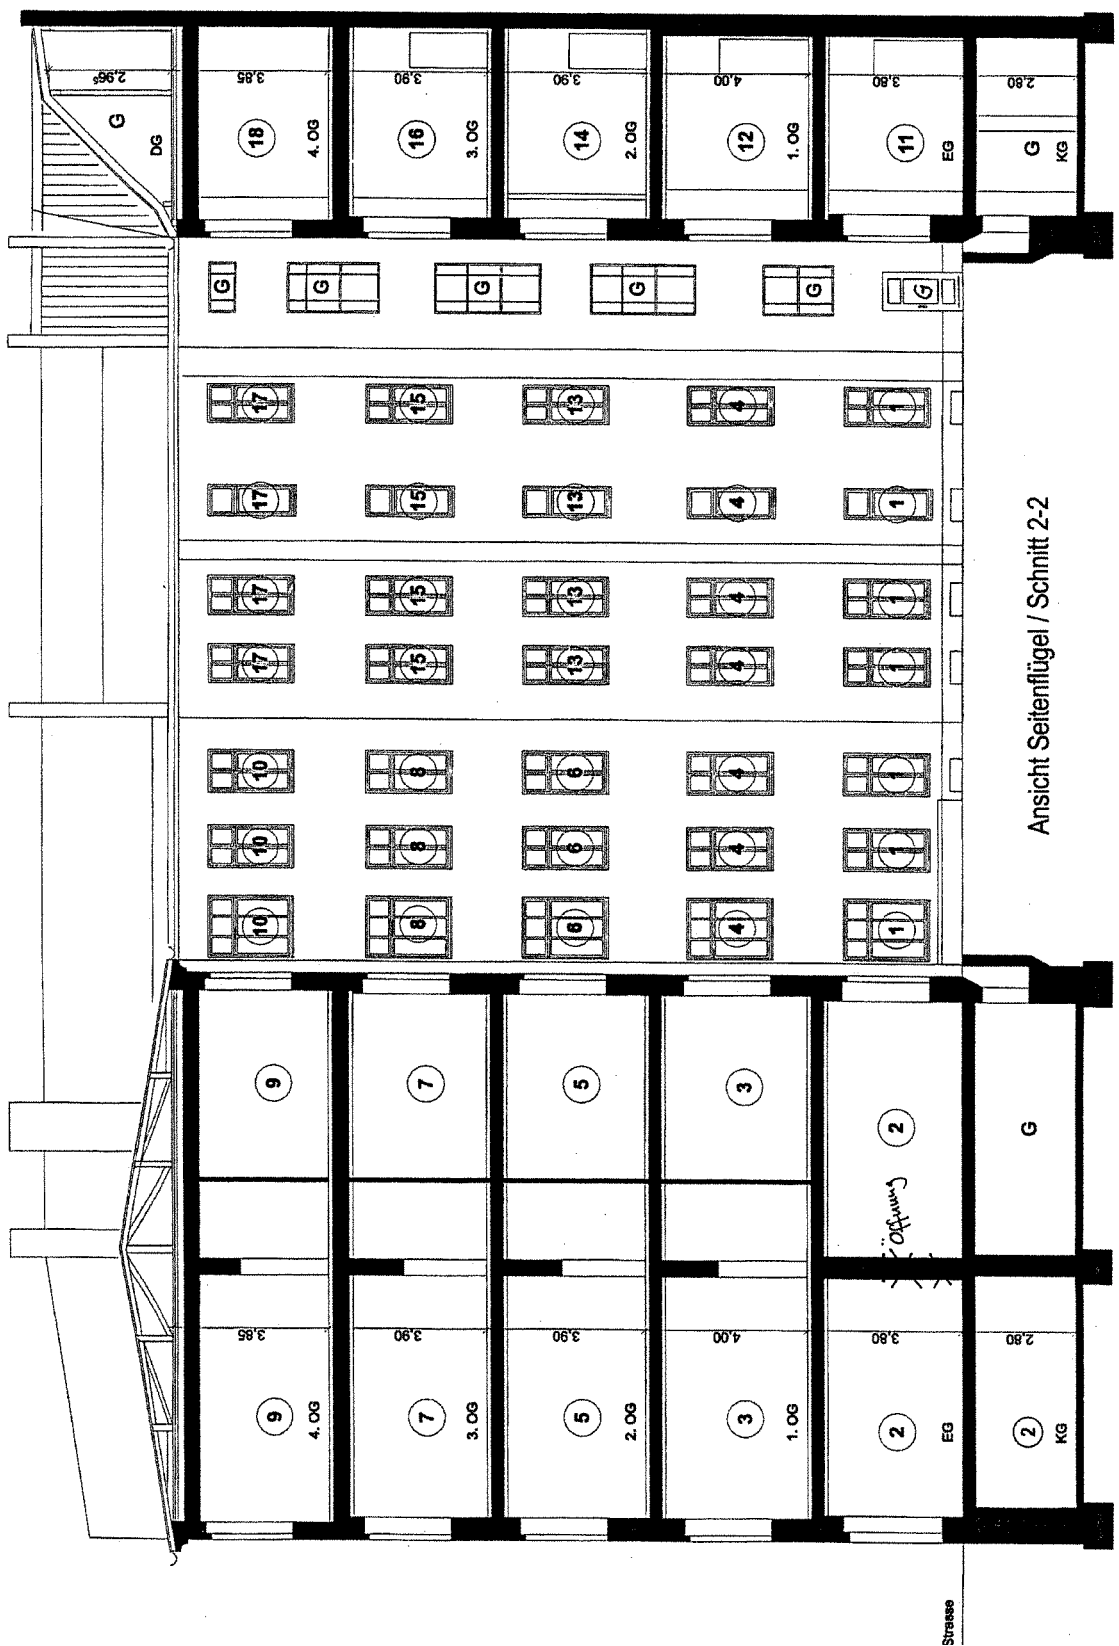 2,96⁵
G
DG
9 3,85 9 10 10 10 17 17 17 17 G 18 3,85
4. OG 4. OG
G
7 3,90 7 8 8 8 15 15 15 15 16 3,90
3. OG 3. OG
G
5 3,90 5 6 6 6 13 13 13 13 14 3,90
2. OG 2. OG
G
3 4,00 3 4 4 4 4 4 4 4 12 4,00
1. OG 1. OG
G
2 3,80 Öffnung 2 1 1 1 1 1 1 1 G 11 3,80
EG EG
Strasse
2 2,80 G G 2,80
KG KG
Ansicht Seitenflügel / Schnitt 2-2